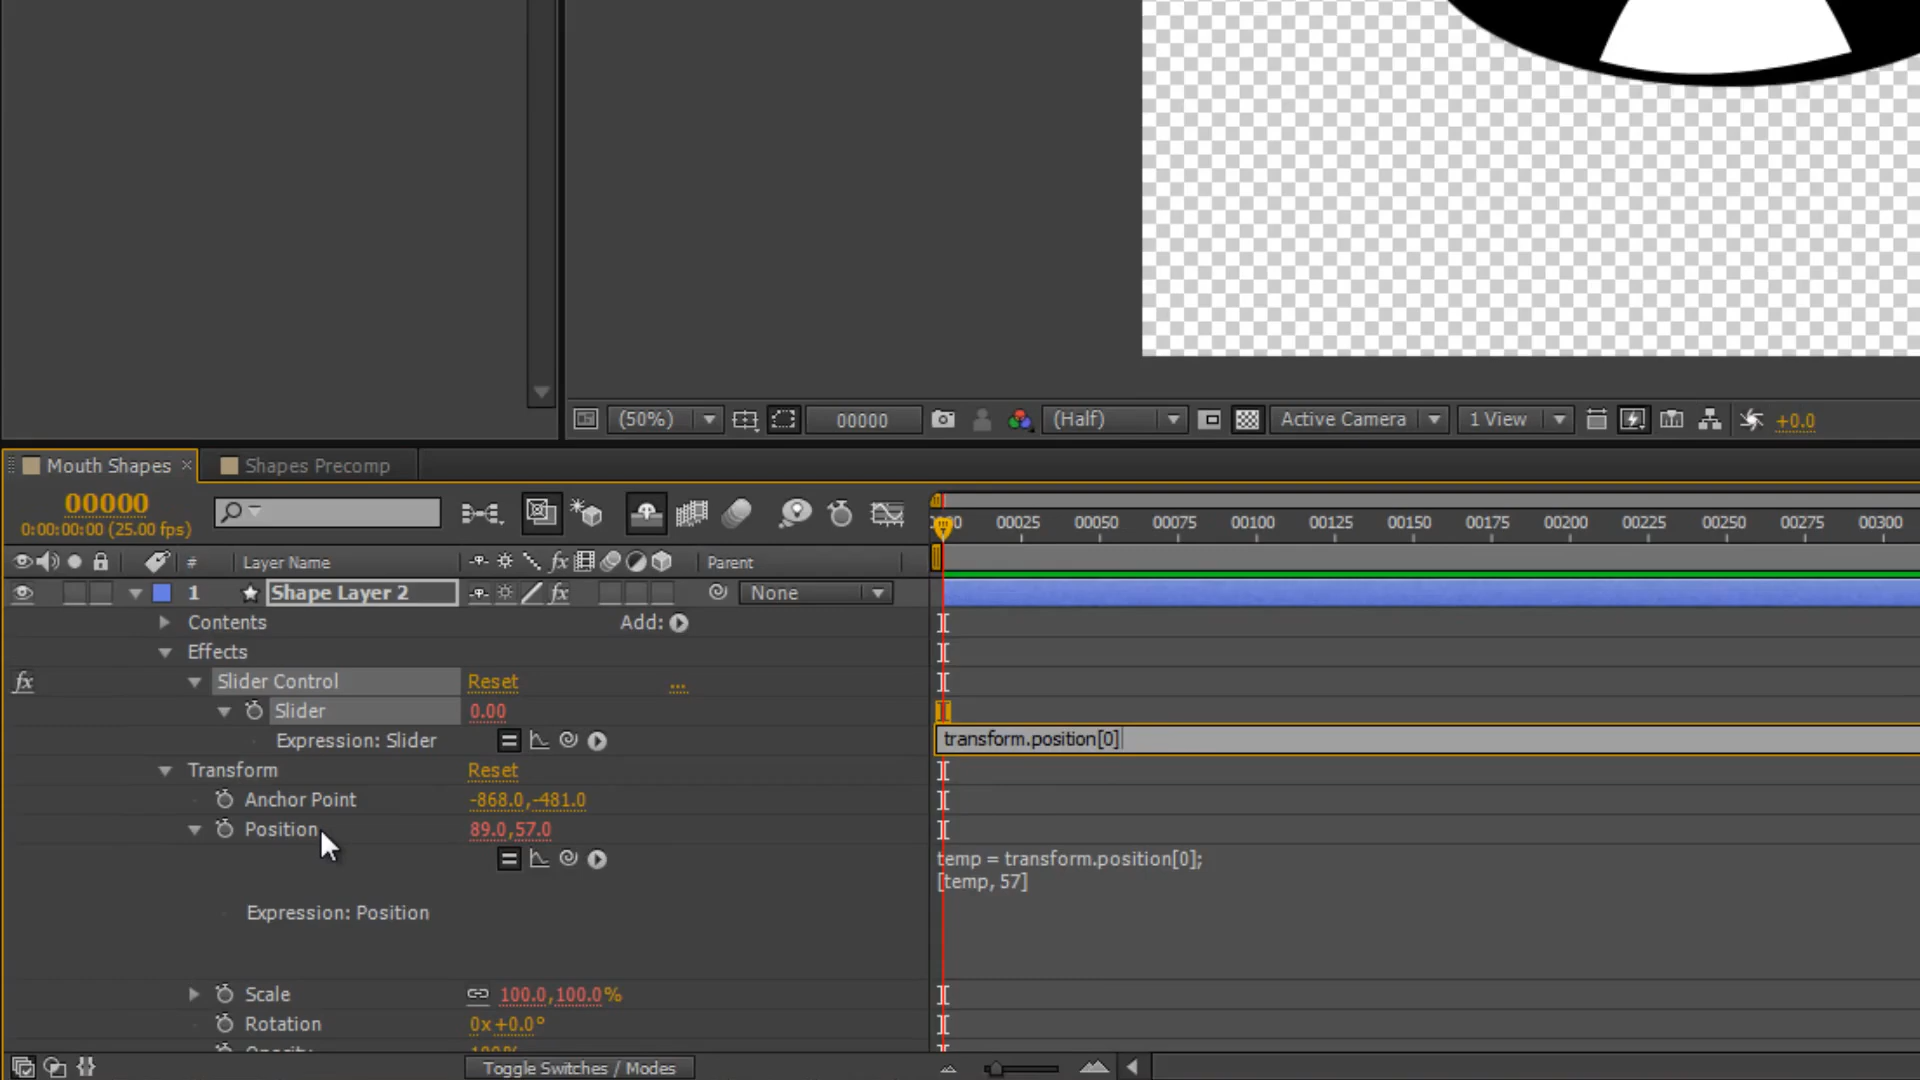 (50%)
00000
(Half)
Active Camera
1 View
+0.0
Mouth Shapes ×
Shapes Precomp
00000
0:00:00:00 (25.00 fps)
00025 00050 00075 00100 00125 00150 00175 00200 00225 00250 00275 00300
# Layer Name
fx
Parent
1 Shape Layer 2
fx
None
Contents
Add:
Effects
fx
Slider Control
Reset
...
Slider
0.00
Expression: Slider
transform.position[0]
Transform
Reset
Anchor Point
-868.0,-481.0
Position
89.0,57.0
temp = transform.position[0];
[temp, 57]
Expression: Position
Scale
100.0,100.0%
Rotation
0x+0.0°
Toggle Switches / Modes